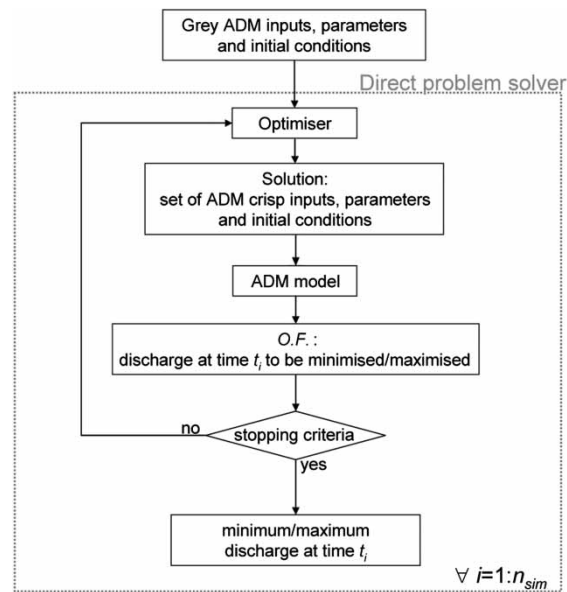 Grey ADM inputs, parameters
and initial conditions
Direct problem solver
Optimiser
Solution:
set of ADM crisp inputs, parameters
and initial conditions
ADM model
O.F. :
discharge at time tᵢ to be minimised/maximised
no
stopping criteria
yes
minimum/maximum
discharge at time tᵢ
∀ i=1:n_sim